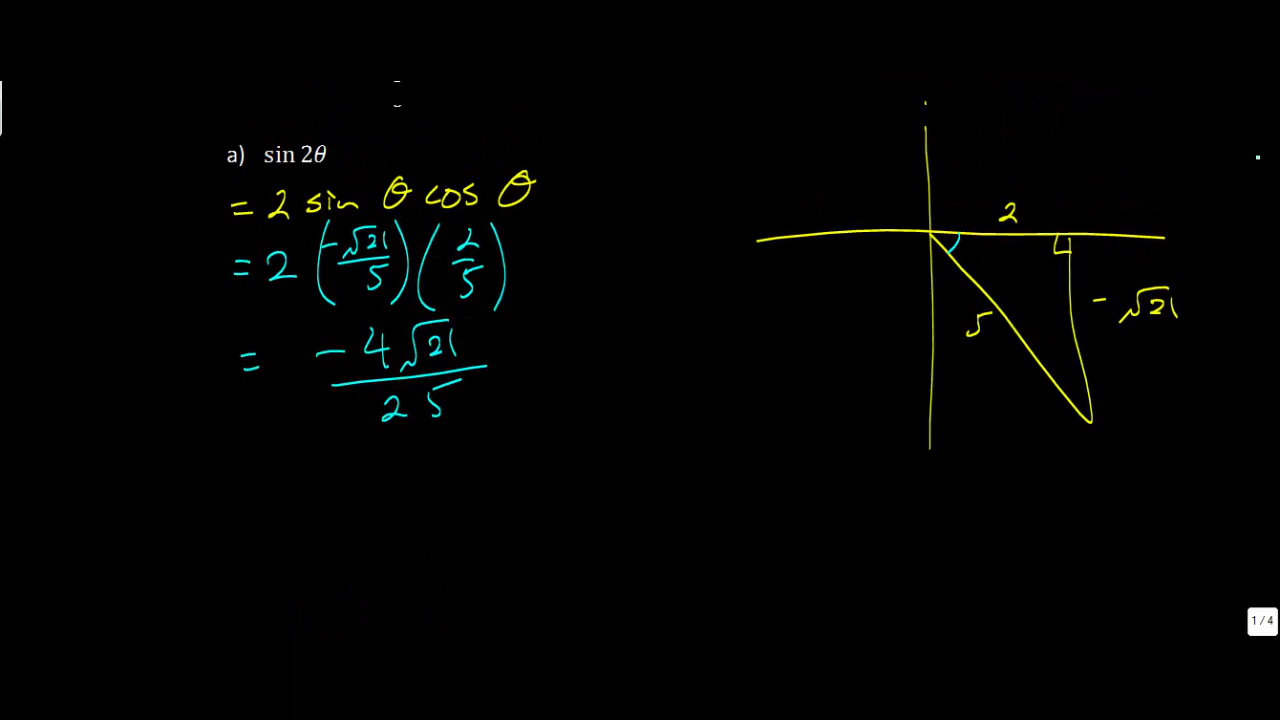 a) sin 2θ
= 2 sin θ cos θ
= 2 (-√21/5) (2/5)
= -4√21/25
2
5
-√21
1 / 4